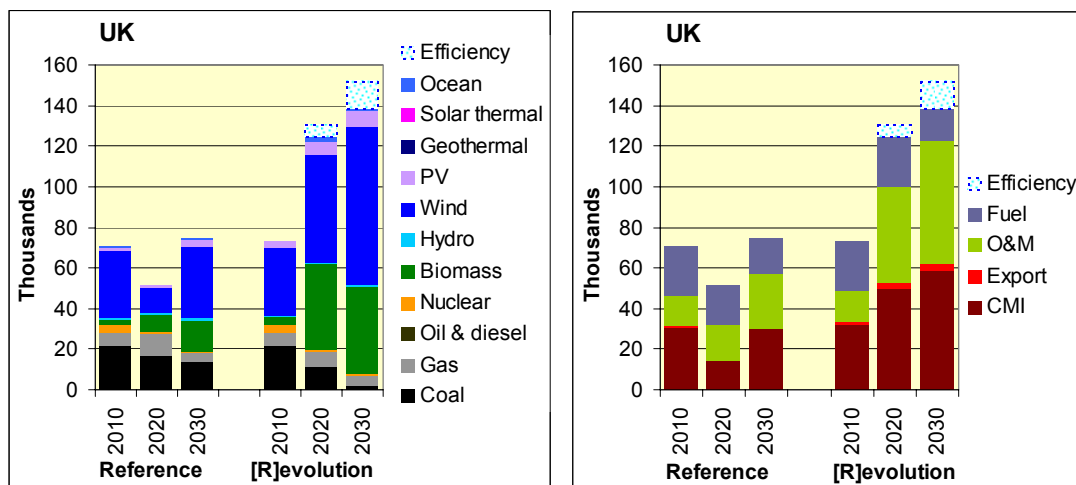 UK
Thousands
160
140
120
100
80
60
40
20
0
2010
2020
2030
2010
2020
2030
Reference
[R]evolution
Efficiency
Ocean
Solar thermal
Geothermal
PV
Wind
Hydro
Biomass
Nuclear
Oil & diesel
Gas
Coal
UK
Thousands
160
140
120
100
80
60
40
20
0
2010
2020
2030
2010
2020
2030
Reference
[R]evolution
Efficiency
Fuel
O&M
Export
CMI